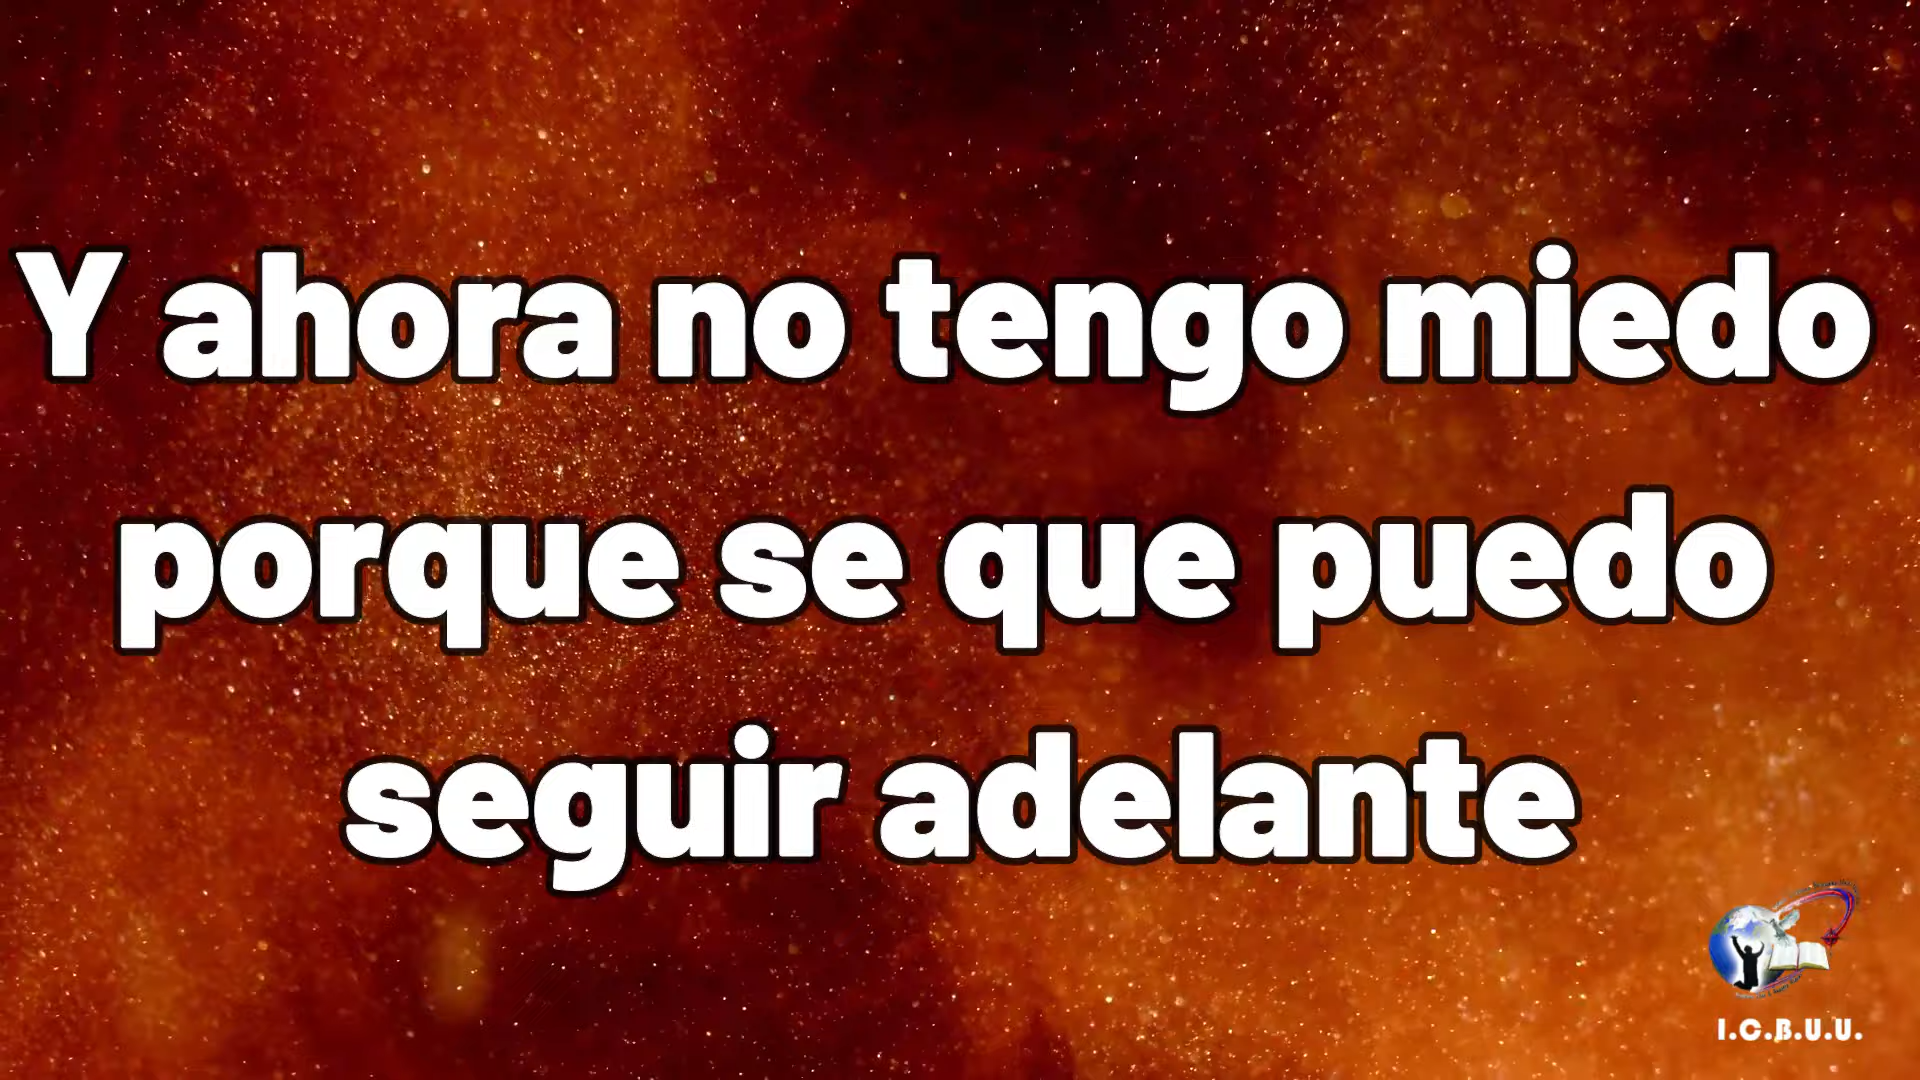 Y ahora no tengo miedo
porque se que puedo
seguir adelante
I.C.B.U.U.